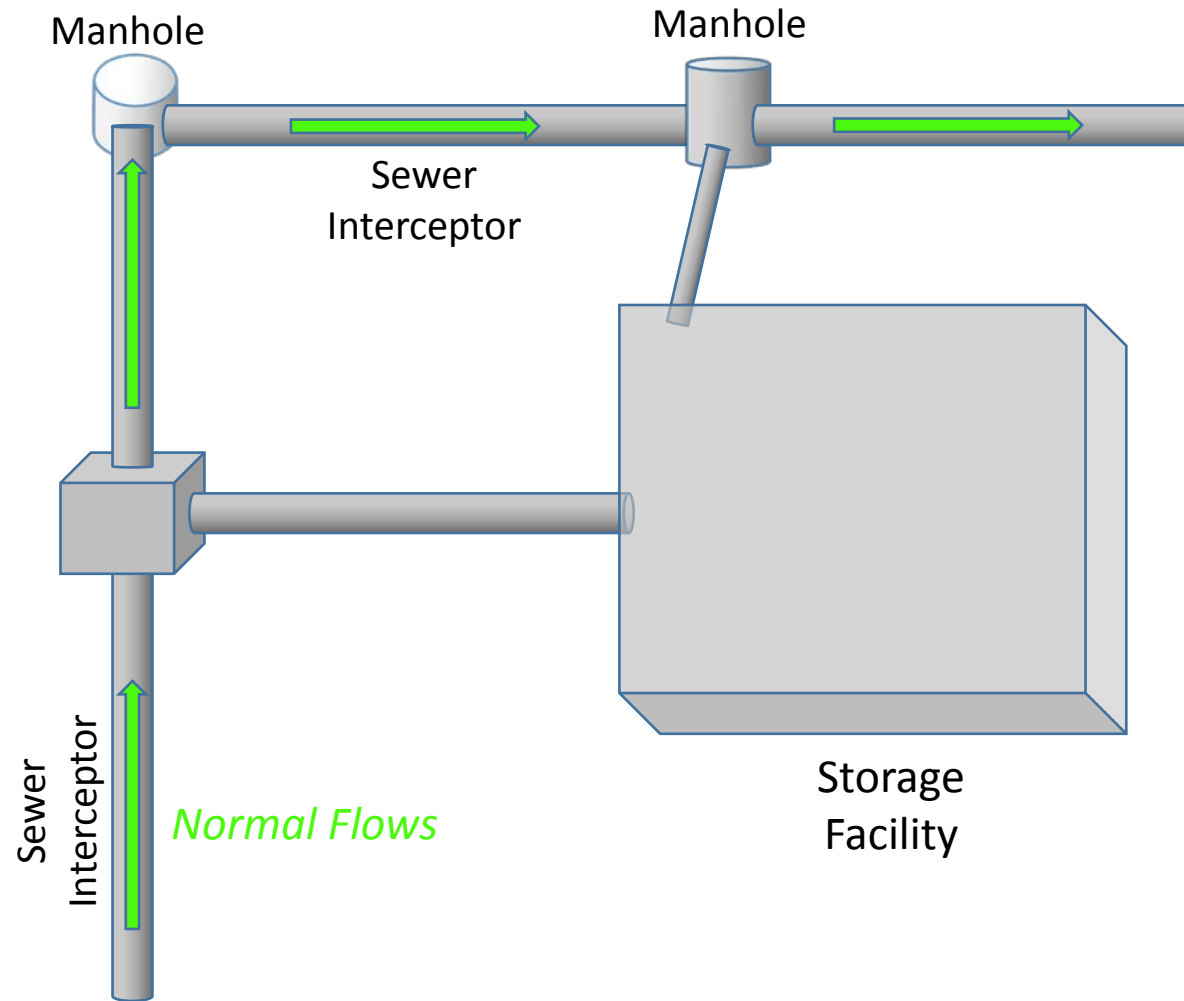 Manhole
Manhole
Sewer
Interceptor
Sewer
Interceptor
Normal Flows
Storage
Facility